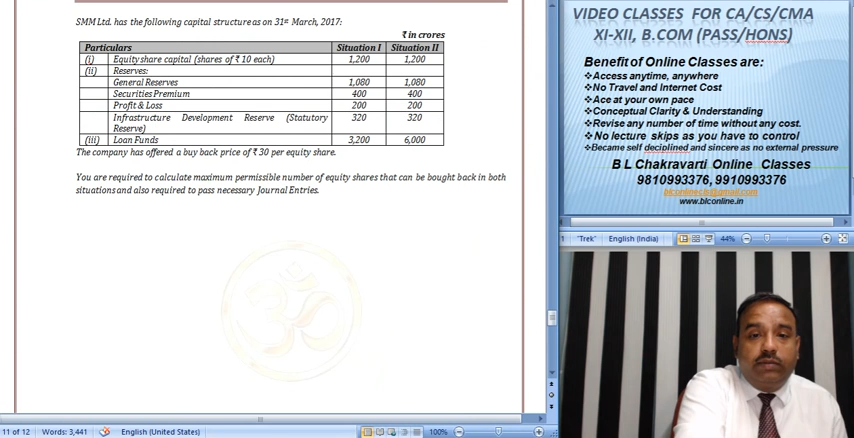 SMM Ltd. has the following capital structure as on 31st March, 2017:
₹ in crores
Particulars Situation I Situation II
(i) Equity share capital (shares of ₹ 10 each) 1,200 1,200
(ii) Reserves:
General Reserves 1,080 1,080
Securities Premium 400 400
Profit & Loss 200 200
Infrastructure Development Reserve (Statutory
Reserve) 320 320
(iii) Loan Funds 3,200 6,000
The company has offered a buy back price of ₹ 30 per equity share.
You are required to calculate maximum permissible number of equity shares that can be bought back in both
situations and also required to pass necessary Journal Entries.
11 of 12 Words: 3,441 English (United States) 100%
VIDEO CLASSES FOR CA/CS/CMA
XI-XII, B.COM (PASS/HONS)
Benefit of Online Classes are:
❖Access anytime, anywhere
❖No Travel and Internet Cost
❖Ace at your own pace
❖Conceptual Clarity & Understanding
❖Revise any number of time without any cost.
❖No lecture skips as you have to control
❖Became self deciplined and sincere as no external pressure
B L Chakravarti Online Classes
9810993376, 9910993376
www.blconline.in
1 "Trek" English (India) 44%